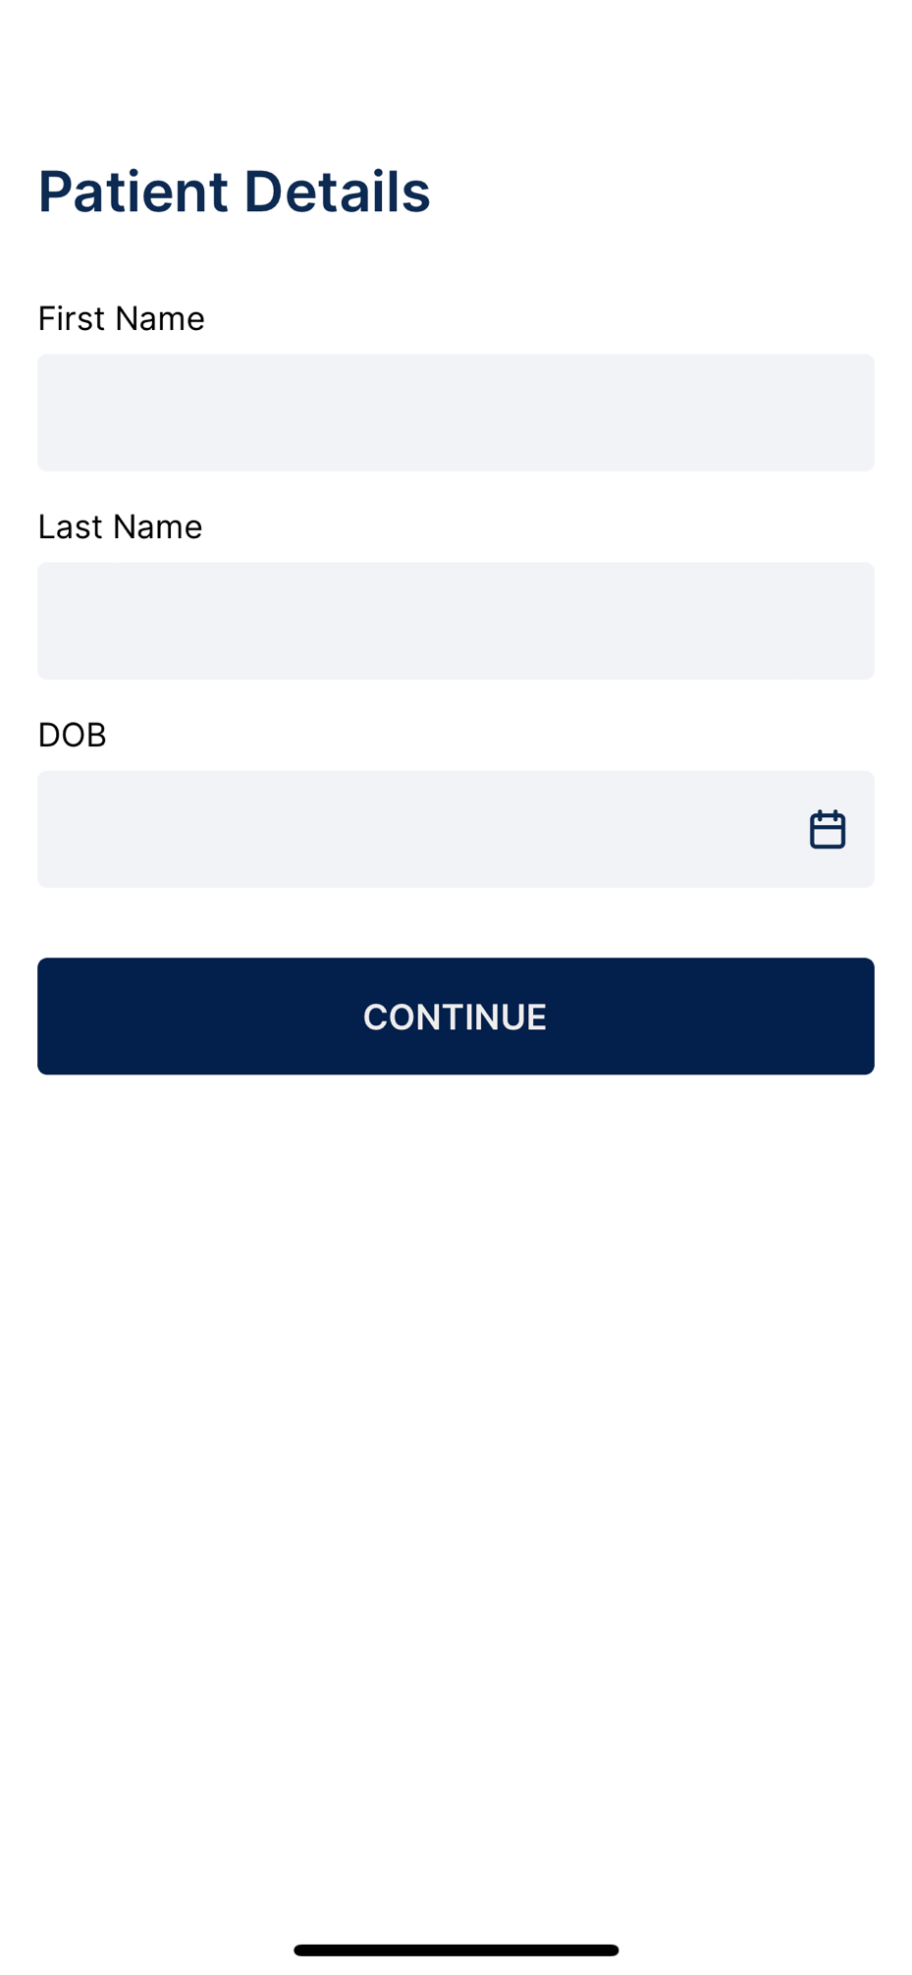 Patient Details
First Name
Last Name
DOB
CONTINUE